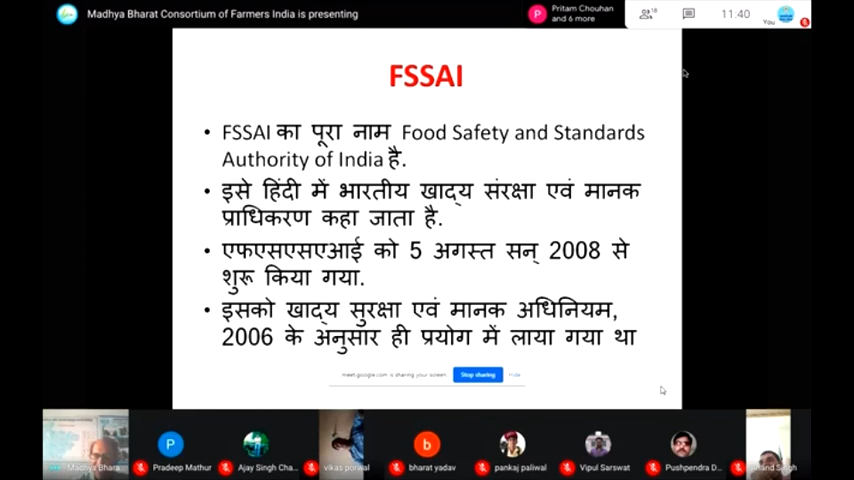 Madhya Bharat Consortium of Farmers India is presenting
P
Pritam Chouhan
and 6 more
18
11:40
You
FSSAI
• FSSAI का पूरा नाम Food Safety and Standards
Authority of India है.
• इसे हिंदी में भारतीय खाद्य संरक्षा एवं मानक
प्राधिकरण कहा जाता है.
• एफएसएसएआई को 5 अगस्त सन् 2008 से
शुरू किया गया.
• इसको खाद्य सुरक्षा एवं मानक अधिनियम,
2006 के अनुसार ही प्रयोग में लाया गया था
meet.google.com is sharing your screen.
Stop sharing
Hide
P
b
Madhya Bhara
Pradeep Mathur
Ajay Singh Cha...
vikas porwal
bharat yadav
pankaj paliwal
Vipul Sarswat
Pushpendra D...
Singh